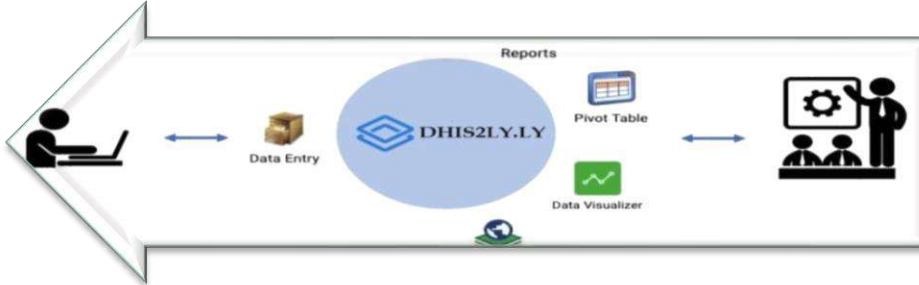 Reports
Pivot Table
DHIS2LY.LY
Data Entry
Data Visualizer